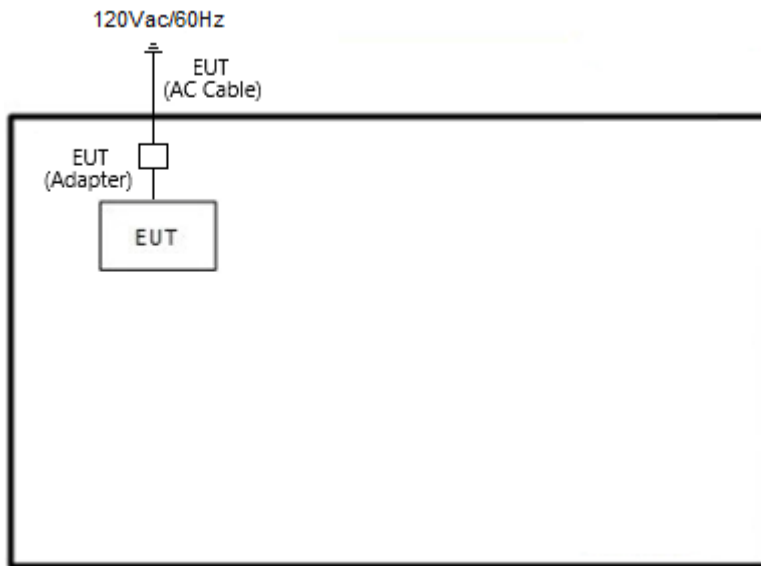 120Vac/60Hz
EUT
(AC Cable)
EUT
(Adapter)
EUT